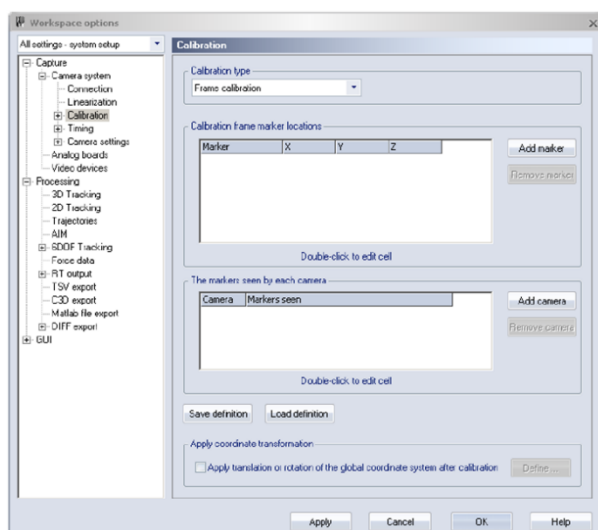 Workspace options
All settings - system setup
Capture
Camera system
Connection
Linearization
Calibration
Timing
Camera settings
Analog boards
Video devices
Processing
3D Tracking
2D Tracking
Trajectories
AIM
6DOF Tracking
Force data
RT output
TSV export
C3D export
Matlab file export
DIFF export
GUI
Calibration
Calibration type
Frame calibration
Calibration frame marker locations
Marker X Y Z
Add marker
Remove marker
Double-click to edit cell
The markers seen by each camera
Camera Markers seen
Add camera
Remove camera
Double-click to edit cell
Save definition Load definition
Apply coordinate transformation
Apply translation or rotation of the global coordinate system after calibration Define ...
Apply Cancel OK Help